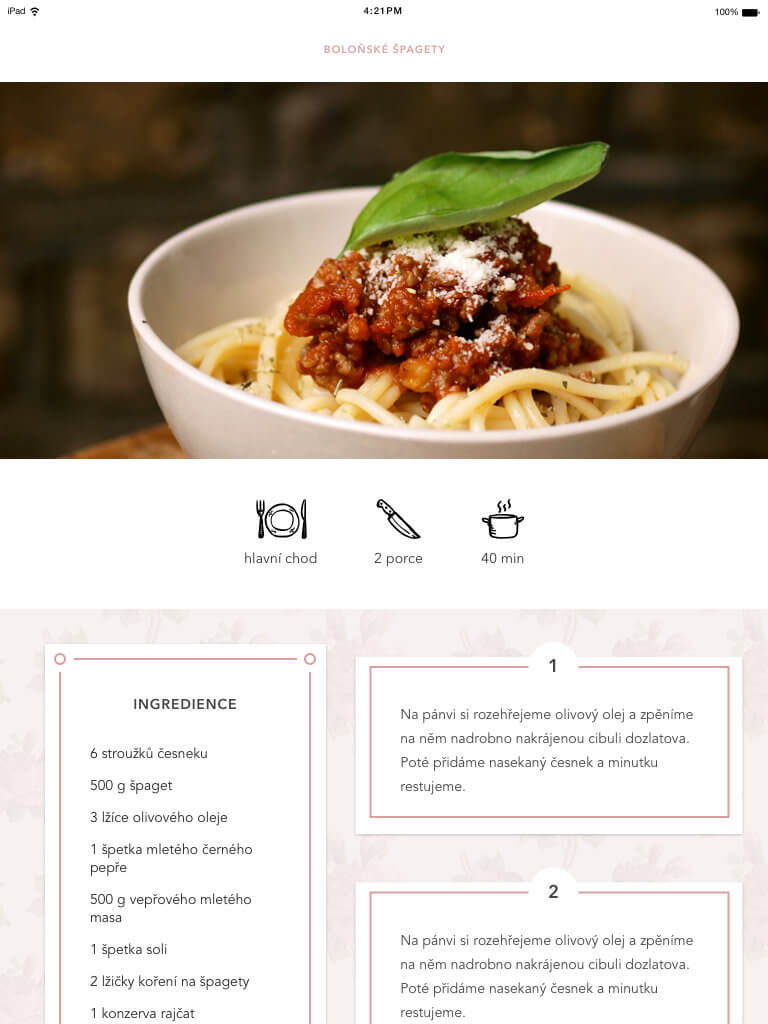 iPad 4:21PM 100%
BOLOŇSKÉ ŠPAGETY
hlavní chod 2 porce 40 min
INGREDIENCE
6 stroužků česneku
500 g špaget
3 lžíce olivového oleje
1 špetka mletého černého
pepře
500 g vepřového mletého
masa
1 špetka soli
2 lžičky koření na špagety
1 konzerva rajčat
1
Na pánvi si rozehřejeme olivový olej a zpěníme
na něm nadrobno nakrájenou cibuli dozlatova.
Poté přidáme nasekaný česnek a minutku
restujeme.
2
Na pánvi si rozehřejeme olivový olej a zpěníme
na něm nadrobno nakrájenou cibuli dozlatova.
Poté přidáme nasekaný česnek a minutku
restujeme.